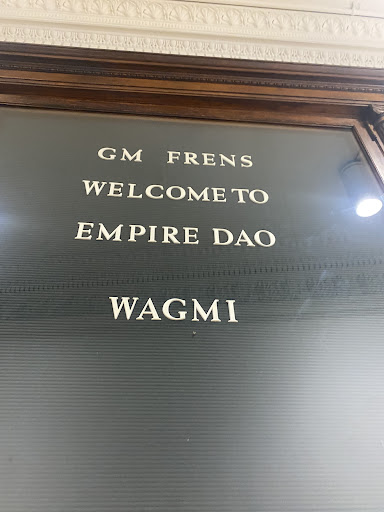 GM FRENS
WELCOME TO
EMPIRE DAO
WAGMI